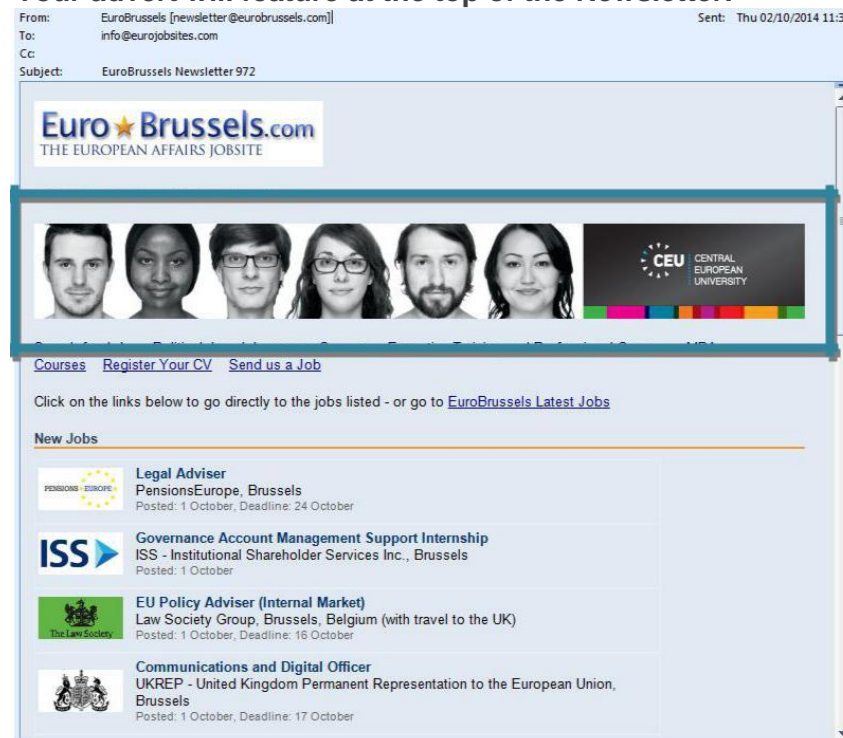 Your advert will feature at the top of the Newsletter:
From: EuroBrussels [newsletter@eurobrussels.com]
Sent: Thu 02/10/2014 11:3
To: info@eurojobsites.com
Cc:
Subject: EuroBrussels Newsletter 972
Euro Brussels.com
THE EUROPEAN AFFAIRS JOBSITE
CEU CENTRAL
EUROPEAN
UNIVERSITY
Courses Register Your CV Send us a Job
Click on the links below to go directly to the jobs listed - or go to EuroBrussels Latest Jobs
New Jobs
PENSIONS EUROPE
Legal Adviser
PensionsEurope, Brussels
Posted: 1 October, Deadline: 24 October
ISS
Governance Account Management Support Internship
ISS - Institutional Shareholder Services Inc., Brussels
Posted: 1 October
The Law Society
EU Policy Adviser (Internal Market)
Law Society Group, Brussels, Belgium (with travel to the UK)
Posted: 1 October, Deadline: 16 October
Communications and Digital Officer
UKREP - United Kingdom Permanent Representation to the European Union,
Brussels
Posted: 1 October, Deadline: 17 October